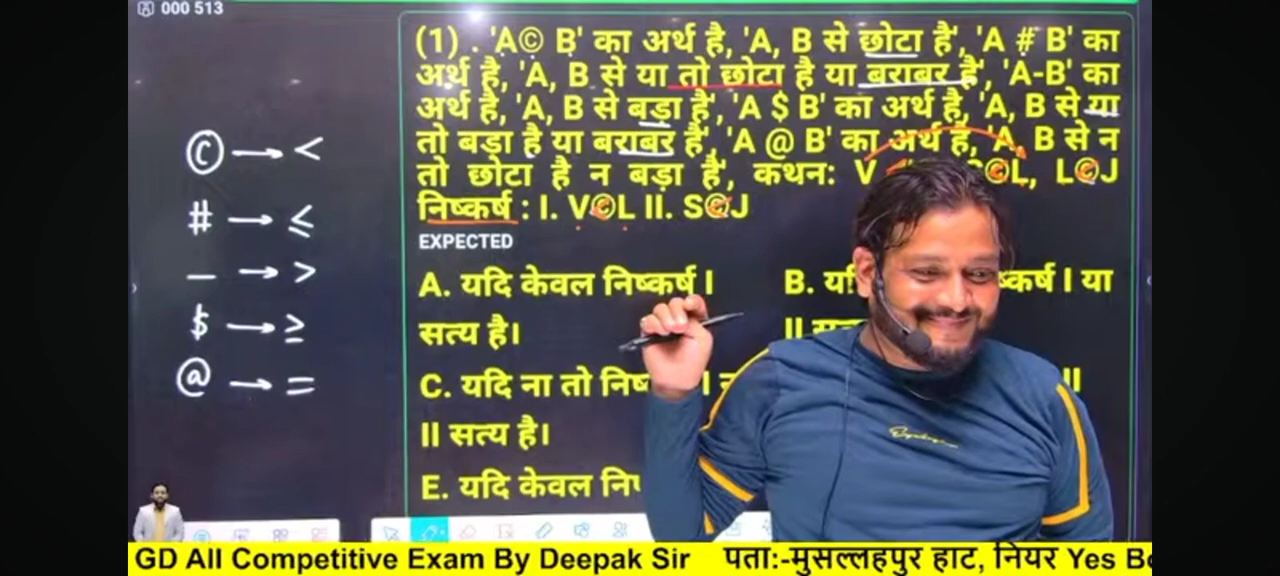 000 513
(1) . 'A© B' का अर्थ है, 'A, B से छोटा है', 'A # B' का
अर्थ है, 'A, B से या तो छोटा है या बराबर है', 'A-B' का
अर्थ है, 'A, B से बड़ा है', 'A $ B' का अर्थ है, 'A, B से या
तो बड़ा है या बराबर है', 'A @ B' का अर्थ है, 'A, B से न
तो छोटा है न बड़ा है', कथन: V ©L, L©J
निष्कर्ष : I. V©L II. S©J
EXPECTED
A. यदि केवल निष्कर्ष I
सत्य है।
B. I या
II
C. यदि ना तो I
II
II सत्य है।
E. यदि केवल
© → <
# → ≤
- → >
$ → ≥
@ → =
GD All Competitive Exam By Deepak Sir पता:-मुसल्लहपुर हाट, नियर Yes